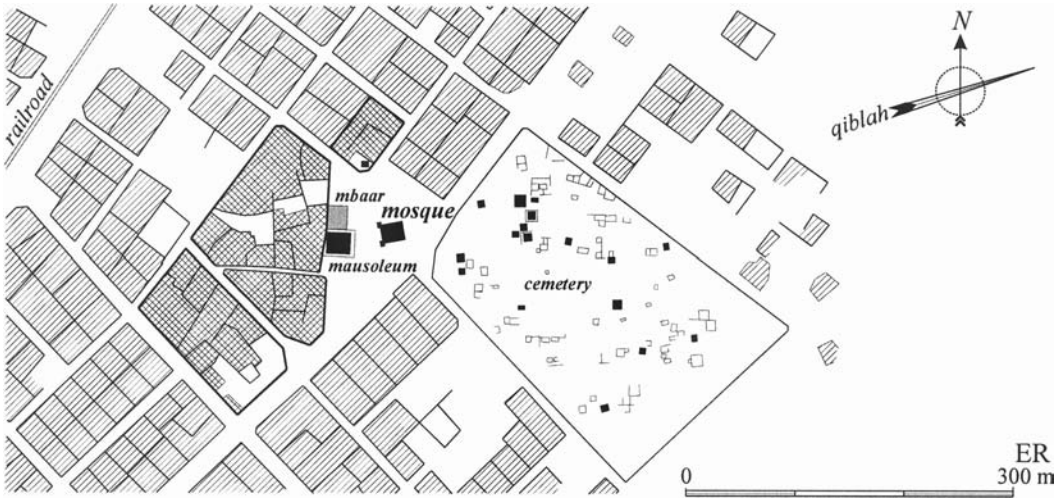 N
railroad
qiblah
mbaar
mosque
mausoleum
cemetery
ER
0 300 m